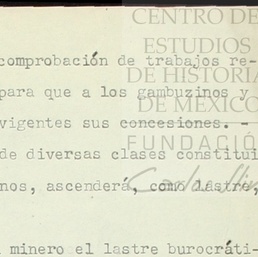 CENTRO DE
ESTUDIOS
DE HISTORIA
DE MÉXICO
FUNDACIÓN
comprobación de trabajos re-
para que a los gambuzinos y
vigentes sus concesiones. -
de diversas clases constitui
nos, ascenderá, como lastre,
minero el lastre burocráti-